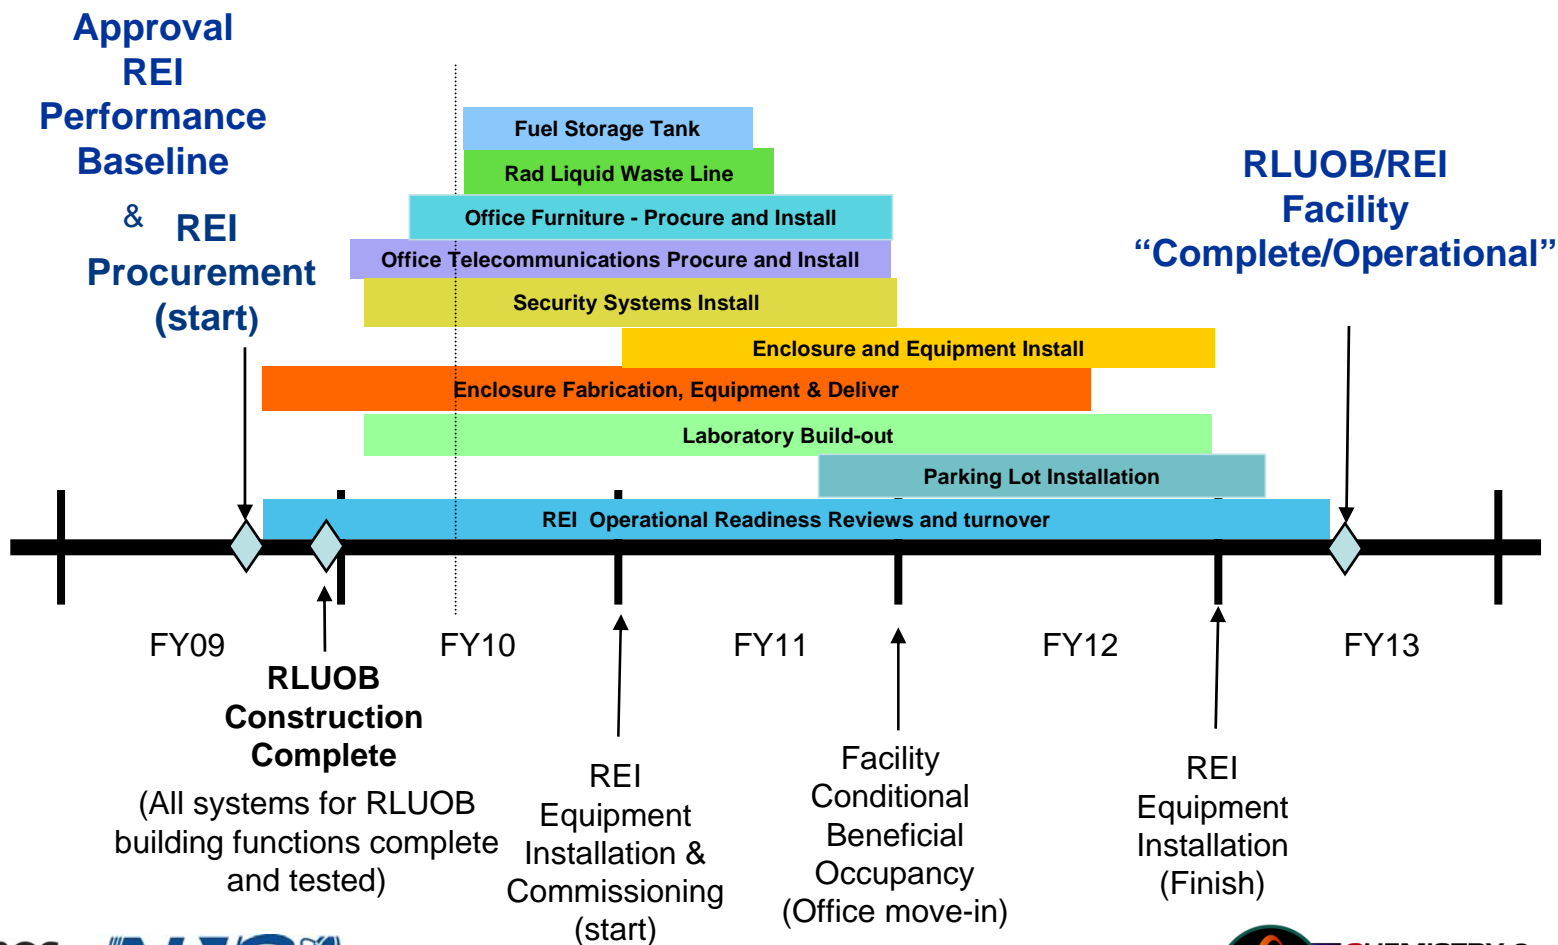 Approval
REI
Performance
Baseline
& REI
Procurement
(start)
Fuel Storage Tank
Rad Liquid Waste Line
Office Furniture - Procure and Install
Office Telecommunications Procure and Install
Security Systems Install
Enclosure and Equipment Install
Enclosure Fabrication, Equipment & Deliver
Laboratory Build-out
Parking Lot Installation
REI Operational Readiness Reviews and turnover
RLUOB/REI
Facility
“Complete/Operational”
FY09
FY10
FY11
FY12
FY13
RLUOB
Construction
Complete
(All systems for RLUOB
building functions complete
and tested)
REI
Equipment
Installation &
Commissioning
(start)
Facility
Conditional
Beneficial
Occupancy
(Office move-in)
REI
Equipment
Installation
(Finish)